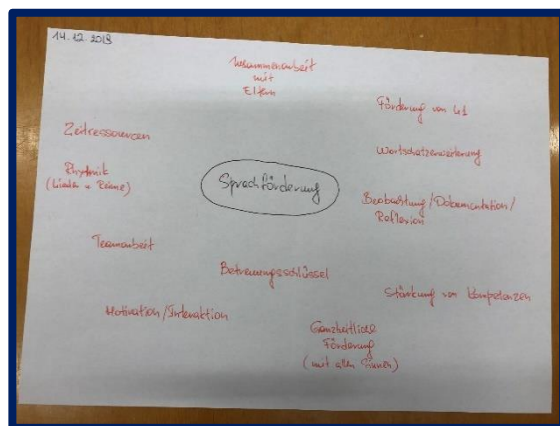 14.12.2018
Zusammenarbeit
mit
Eltern
Förderung von L1
Zeitressourcen
Wortschatzerweiterung
Rhythmik
(Lieder + Reime)
Sprachförderung
Beobachtung/Dokumentation/
Reflexion
Teamarbeit
Betreuungsschlüssel
Stärkung von Kompetenzen
Motivation/Interaktion
Ganzheitliche
Förderung
(mit allen Sinnen)